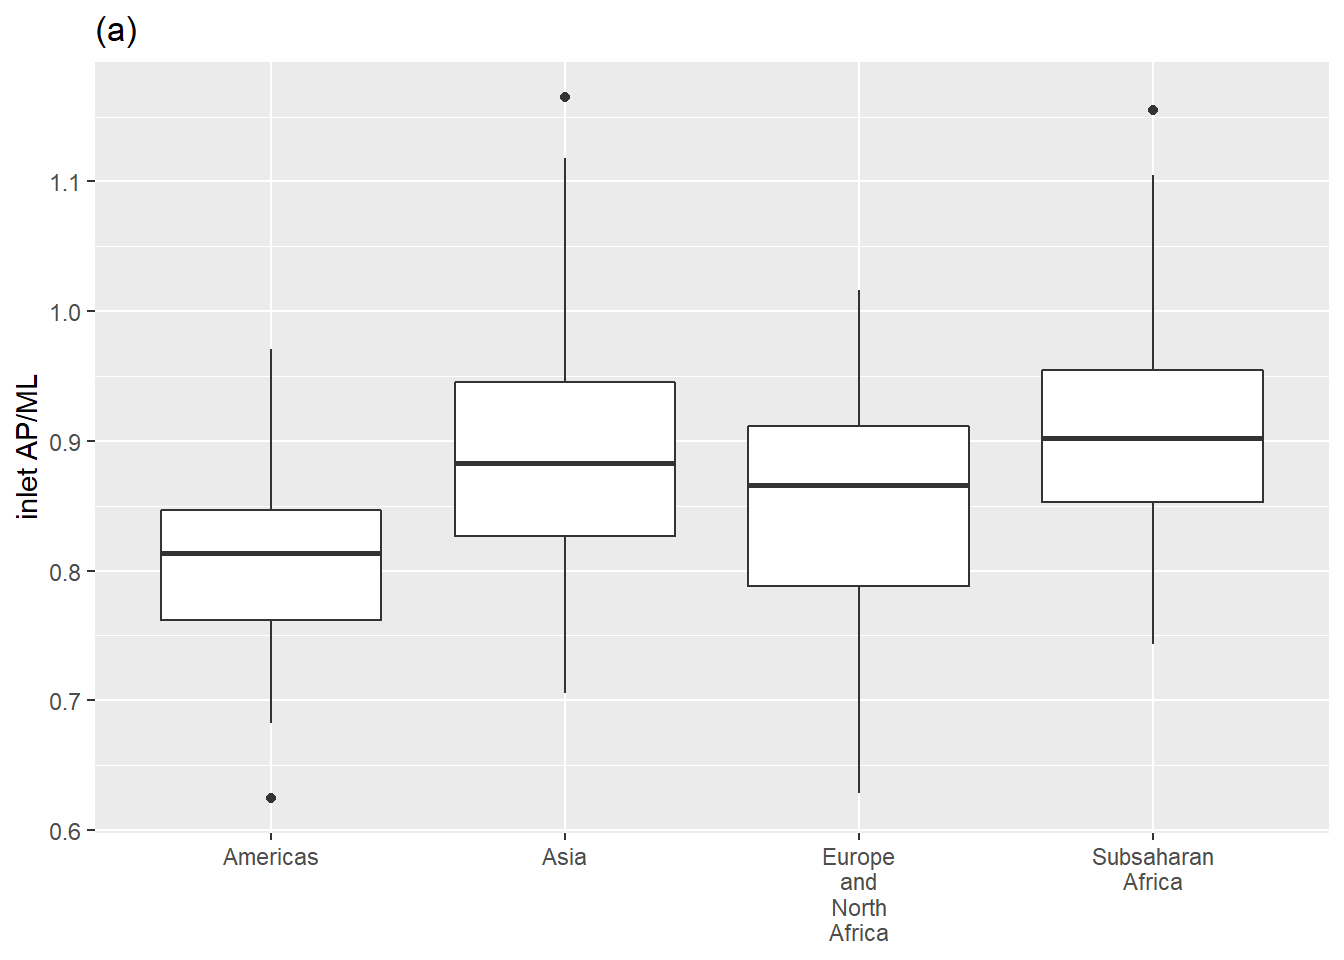 (a)
inlet AP/ML
1.1
1.0
0.9
0.8
0.7
0.6
Americas
Asia
Europe
and
North
Africa
Subsaharan
Africa